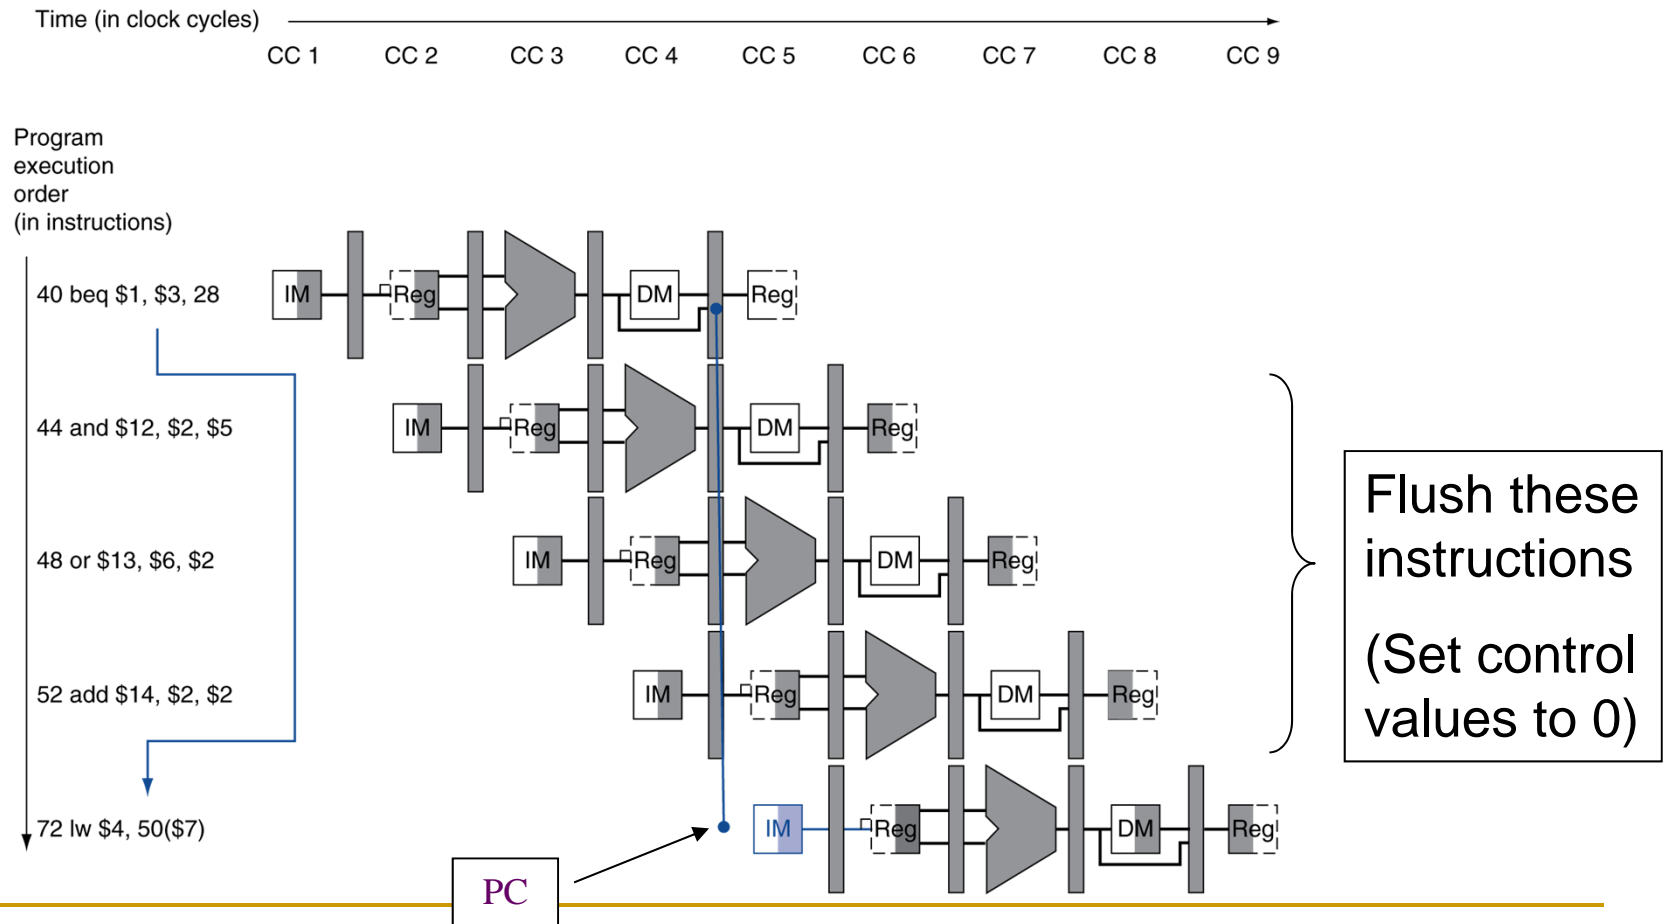 Time (in clock cycles)
CC 1 CC 2 CC 3 CC 4 CC 5 CC 6 CC 7 CC 8 CC 9
Program
execution
order
(in instructions)
40 beq $1, $3, 28
IM Reg DM Reg
44 and $12, $2, $5
IM Reg DM Reg
48 or $13, $6, $2
IM Reg DM Reg
52 add $14, $2, $2
IM Reg DM Reg
72 lw $4, 50($7)
IM Reg DM Reg
Flush these
instructions
(Set control
values to 0)
PC